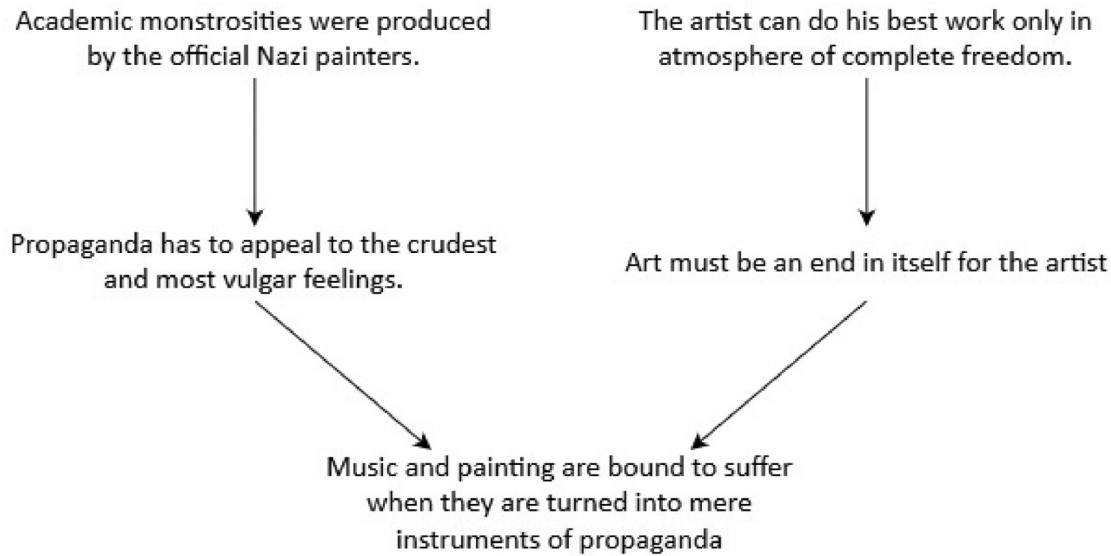 Academic monstrosities were produced
by the official Nazi painters.
The artist can do his best work only in
atmosphere of complete freedom.
Propaganda has to appeal to the crudest
and most vulgar feelings.
Art must be an end in itself for the artist
Music and painting are bound to suffer
when they are turned into mere
instruments of propaganda